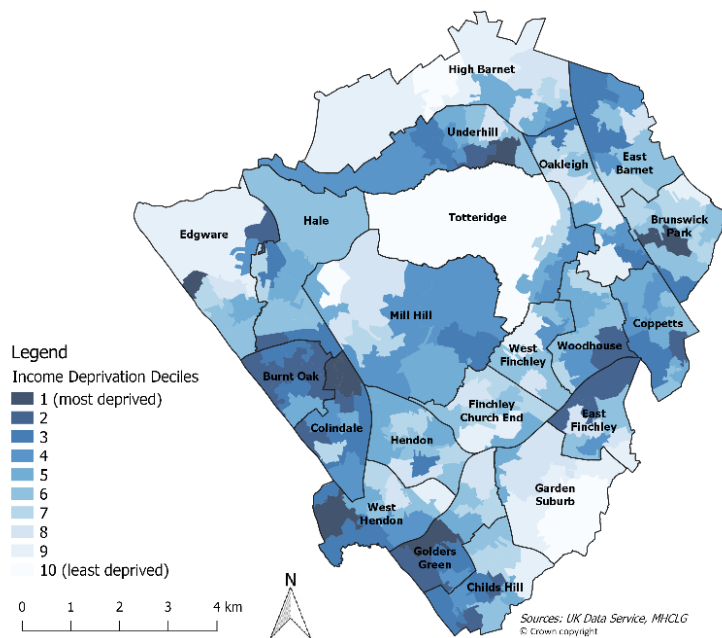 High Barnet
Underhill
Oakleigh
East
Barnet
Edgware
Hale
Totteridge
Brunswick
Park
Mill Hill
Coppetts
West
Finchley
Woodhouse
Burnt Oak
Finchley
Church End
East
Finchley
Colindale
Hendon
Garden
Suburb
West
Hendon
Golders
Green
Childs Hill
Legend
Income Deprivation Deciles
1 (most deprived)
2
3
4
5
6
7
8
9
10 (least deprived)
0 1 2 3 4 km
N
Sources: UK Data Service, MHCLG
© Crown copyright